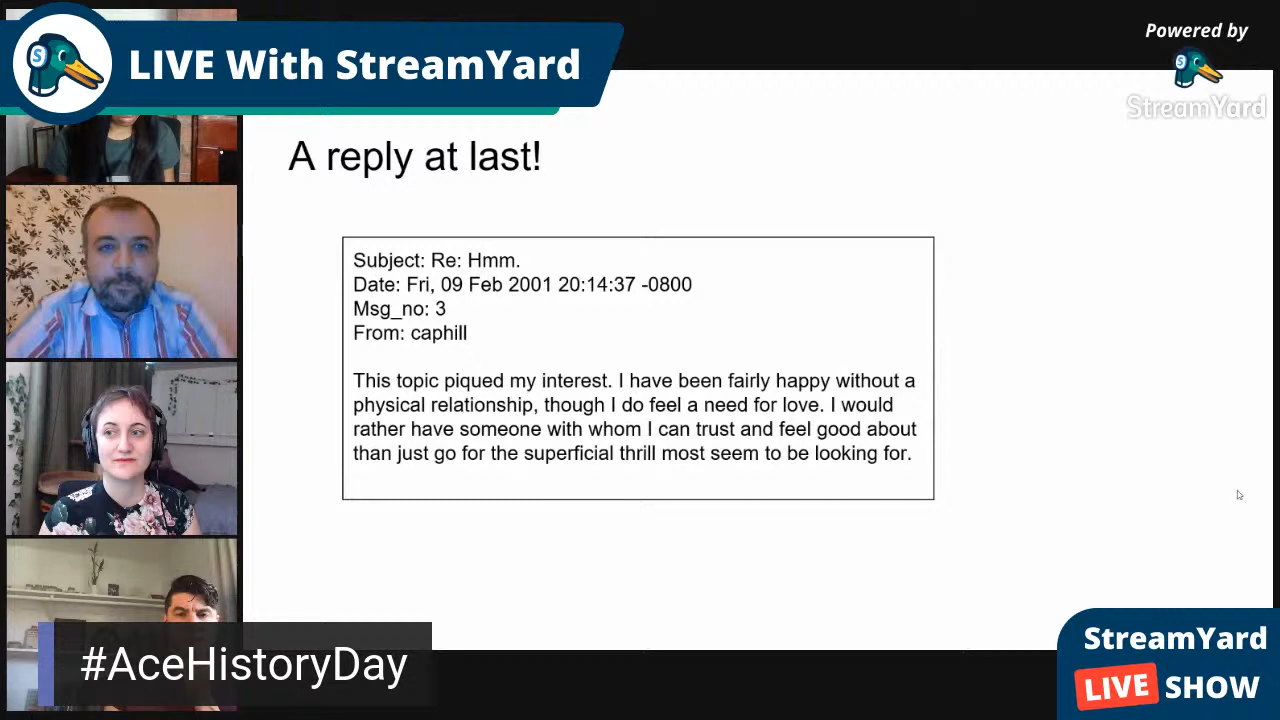 LIVE With StreamYard
S
Powered by
StreamYard
A reply at last!
Subject: Re: Hmm.
Date: Fri, 09 Feb 2001 20:14:37 -0800
Msg_no: 3
From: caphill
This topic piqued my interest. I have been fairly happy without a
physical relationship, though I do feel a need for love. I would
rather have someone with whom I can trust and feel good about
than just go for the superficial thrill most seem to be looking for.
#AceHistoryDay
StreamYard
LIVE SHOW